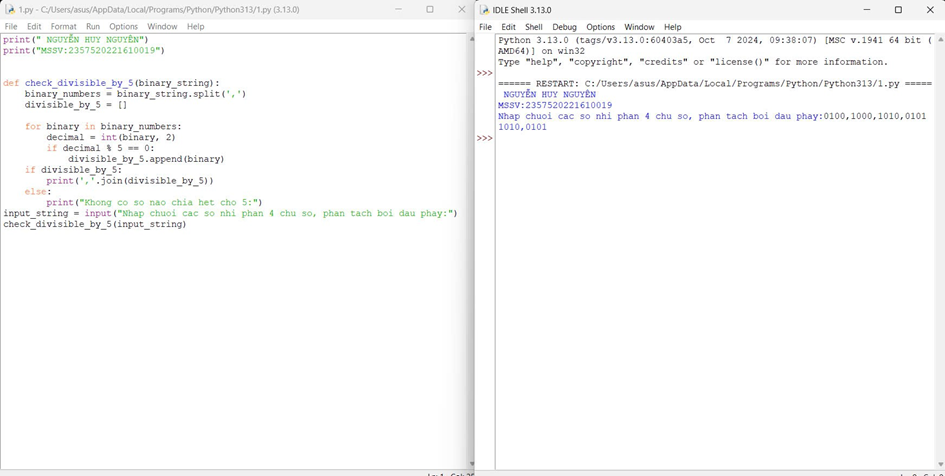 1.py - C:/Users/asus/AppData/Local/Programs/Python/Python313/1.py (3.13.0)
File Edit Format Run Options Window Help
print(" NGUYỄN HUY NGUYÊN")
print("MSSV:2357520221610019")
def check_divisible_by_5(binary_string):
    binary_numbers = binary_string.split(',')
    divisible_by_5 = []
    for binary in binary_numbers:
        decimal = int(binary, 2)
        if decimal % 5 == 0:
            divisible_by_5.append(binary)
    if divisible_by_5:
        print(','.join(divisible_by_5))
    else:
        print("Khong co so nao chia het cho 5:")
input_string = input("Nhap chuoi cac so nhi phan 4 chu so, phan tach boi dau phay:")
check_divisible_by_5(input_string)
IDLE Shell 3.13.0
File Edit Shell Debug Options Window Help
Python 3.13.0 (tags/v3.13.0:60403a5, Oct  7 2024, 09:38:07) [MSC v.1941 64 bit (
AMD64)] on win32
Type "help", "copyright", "credits" or "license()" for more information.
>>>
====== RESTART: C:/Users/asus/AppData/Local/Programs/Python/Python313/1.py =====
 NGUYỄN HUY NGUYÊN
MSSV:2357520221610019
Nhap chuoi cac so nhi phan 4 chu so, phan tach boi dau phay:0100,1000,1010,0101
1010,0101
>>>